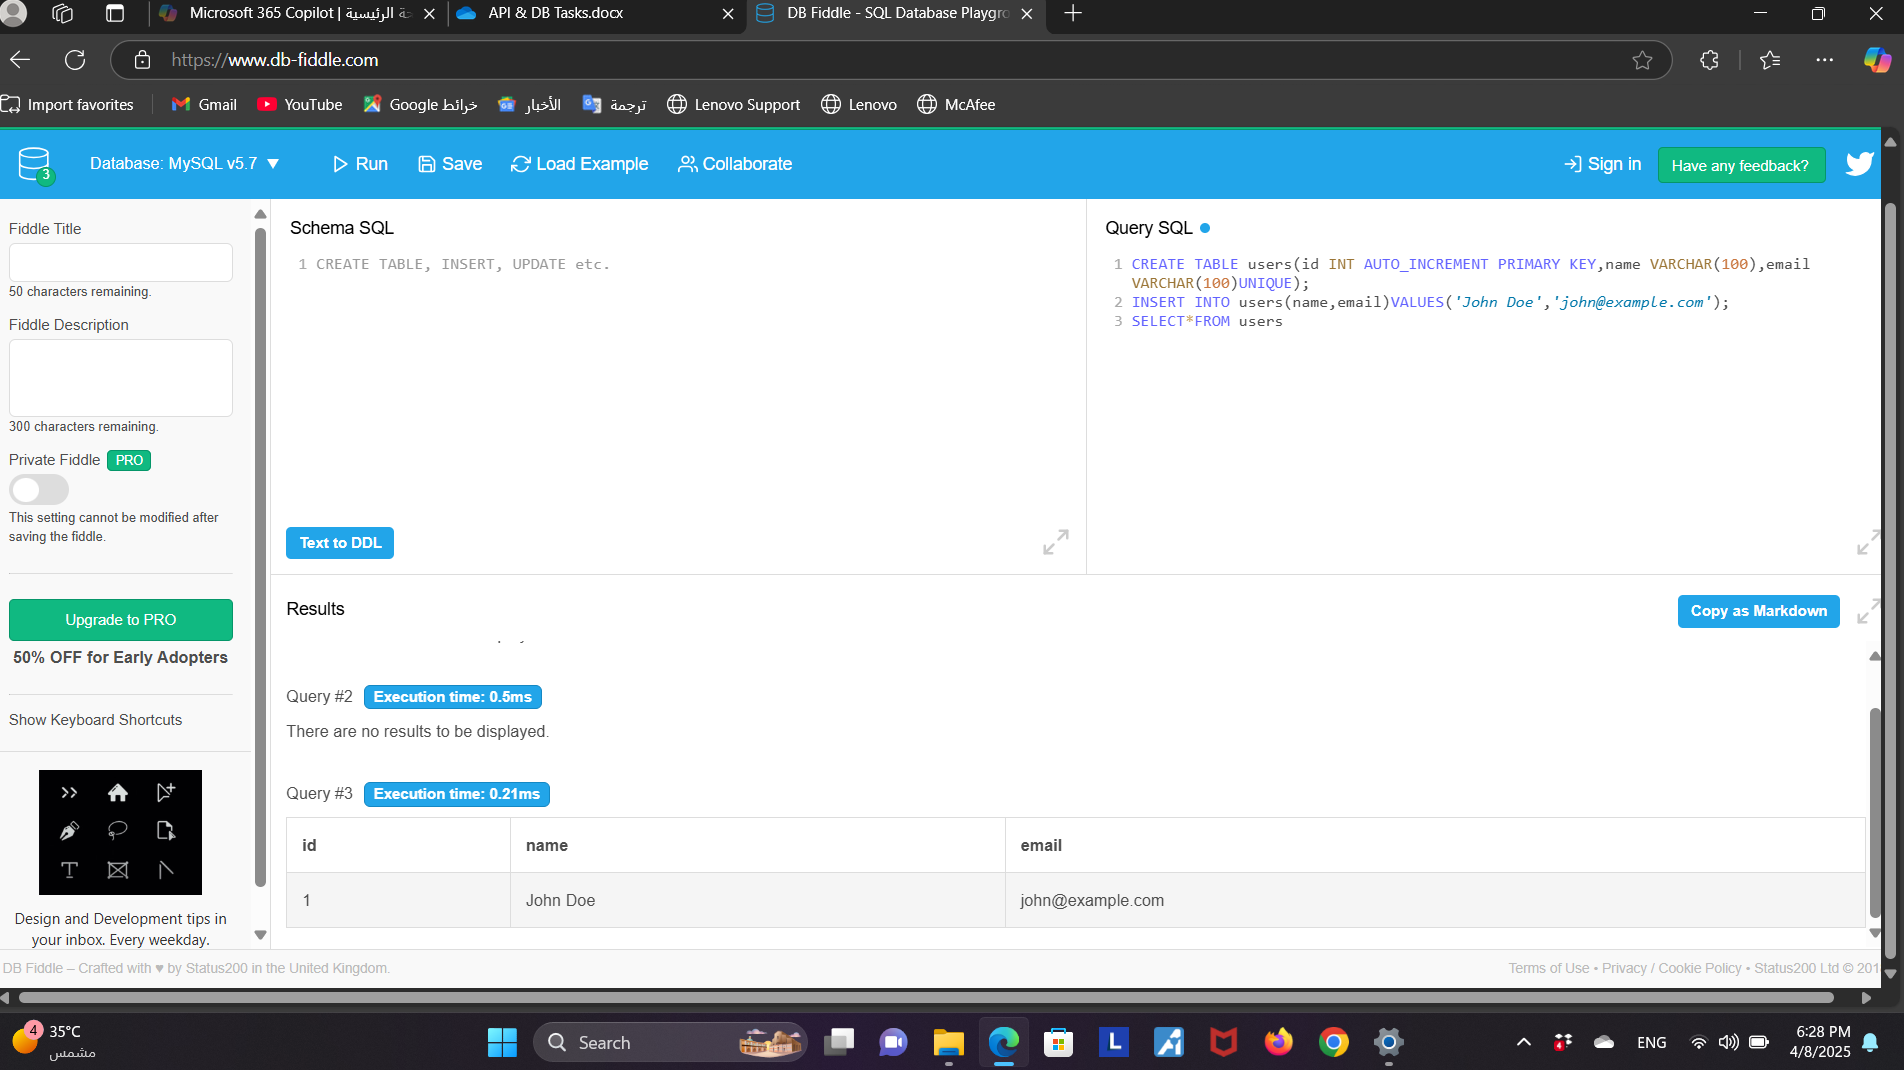 Microsoft 365 Copilot | حة الرئيسية
API & DB Tasks.docx
DB Fiddle - SQL Database Playgro
https://www.db-fiddle.com
Import favorites
Gmail
YouTube
Google خرائط
الأخبار
ترجمة
Lenovo Support
Lenovo
McAfee
3
Database: MySQL v5.7 ▼
Run
Save
Load Example
Collaborate
Sign in
Have any feedback?
Fiddle Title
50 characters remaining.
Fiddle Description
300 characters remaining.
Private Fiddle PRO
This setting cannot be modified after
saving the fiddle.
Upgrade to PRO
50% OFF for Early Adopters
Show Keyboard Shortcuts
Design and Development tips in
your inbox. Every weekday.
Schema SQL
1 CREATE TABLE, INSERT, UPDATE etc.
Text to DDL
Query SQL
1 CREATE TABLE users(id INT AUTO_INCREMENT PRIMARY KEY,name VARCHAR(100),email
VARCHAR(100)UNIQUE);
2 INSERT INTO users(name,email)VALUES('John Doe','john@example.com');
3 SELECT*FROM users
Results
Copy as Markdown
Query #2 Execution time: 0.5ms
There are no results to be displayed.
Query #3 Execution time: 0.21ms
id name email
1 John Doe john@example.com
DB Fiddle – Crafted with ♥ by Status200 in the United Kingdom.
Terms of Use • Privacy / Cookie Policy • Status200 Ltd © 201
4
35°C
مشمس
Search
L
4
ENG
6:28 PM
4/8/2025